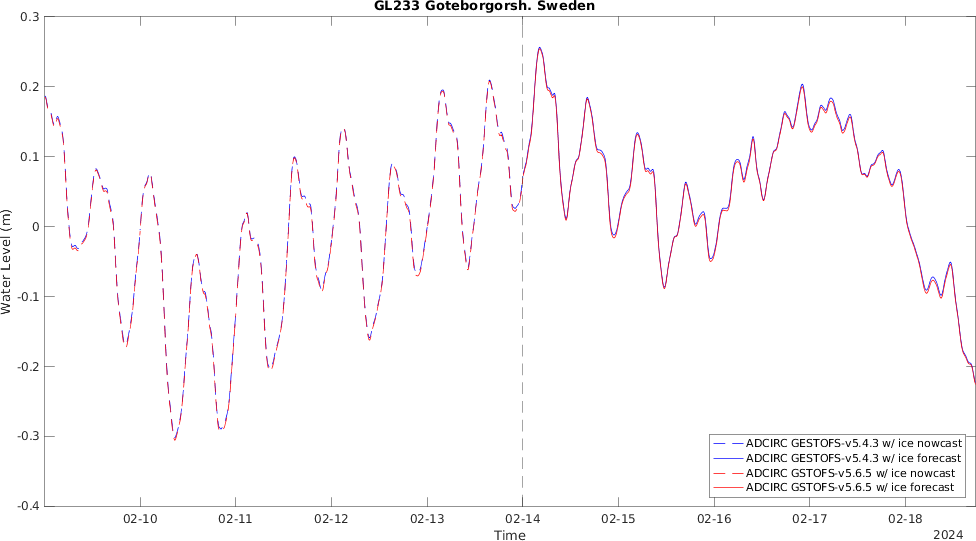 GL233 Goteborgorsh. Sweden
Water Level (m)
0.3
0.2
0.1
0
-0.1
-0.2
-0.3
-0.4
ADCIRC GESTOFS-v5.4.3 w/ ice nowcast
ADCIRC GESTOFS-v5.4.3 w/ ice forecast
ADCIRC GSTOFS-v5.6.5 w/ ice nowcast
ADCIRC GSTOFS-v5.6.5 w/ ice forecast
02-10 02-11 02-12 02-13 02-14 02-15 02-16 02-17 02-18
Time
2024